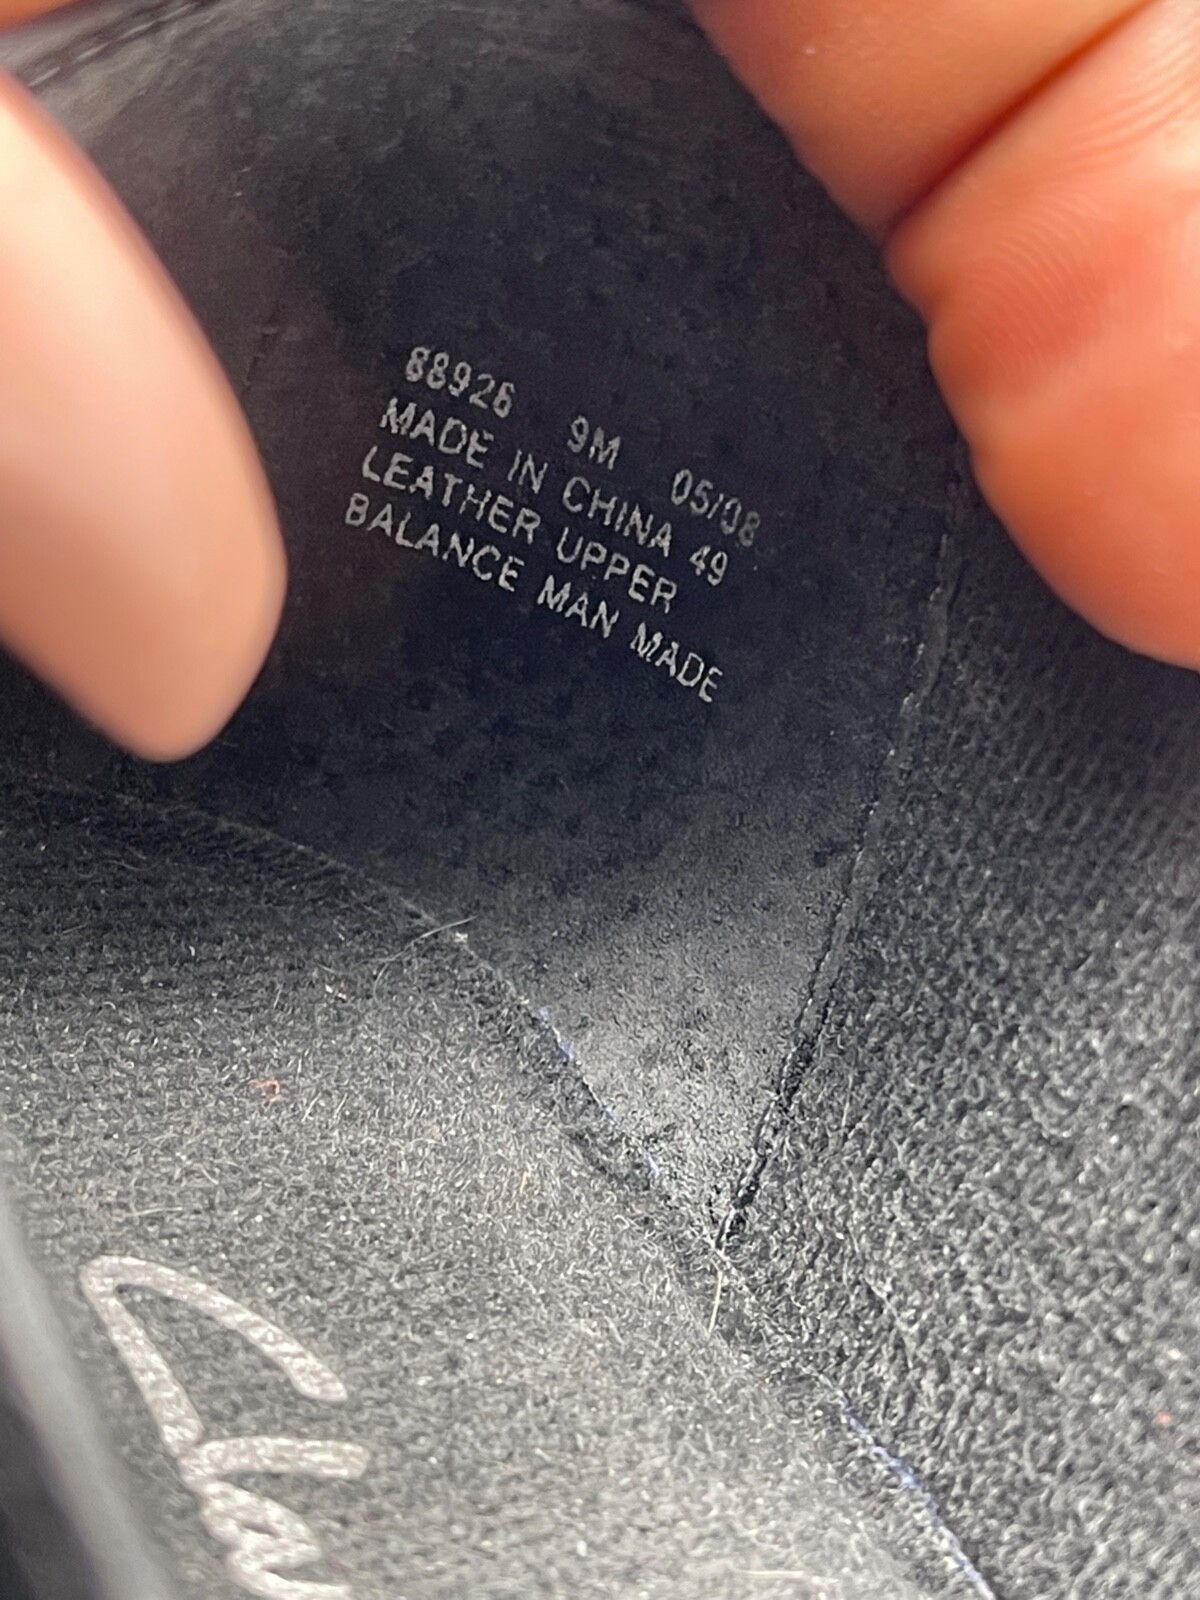 88926 9M 05/08
MADE IN CHINA 49
LEATHER UPPER
BALANCE MAN MADE